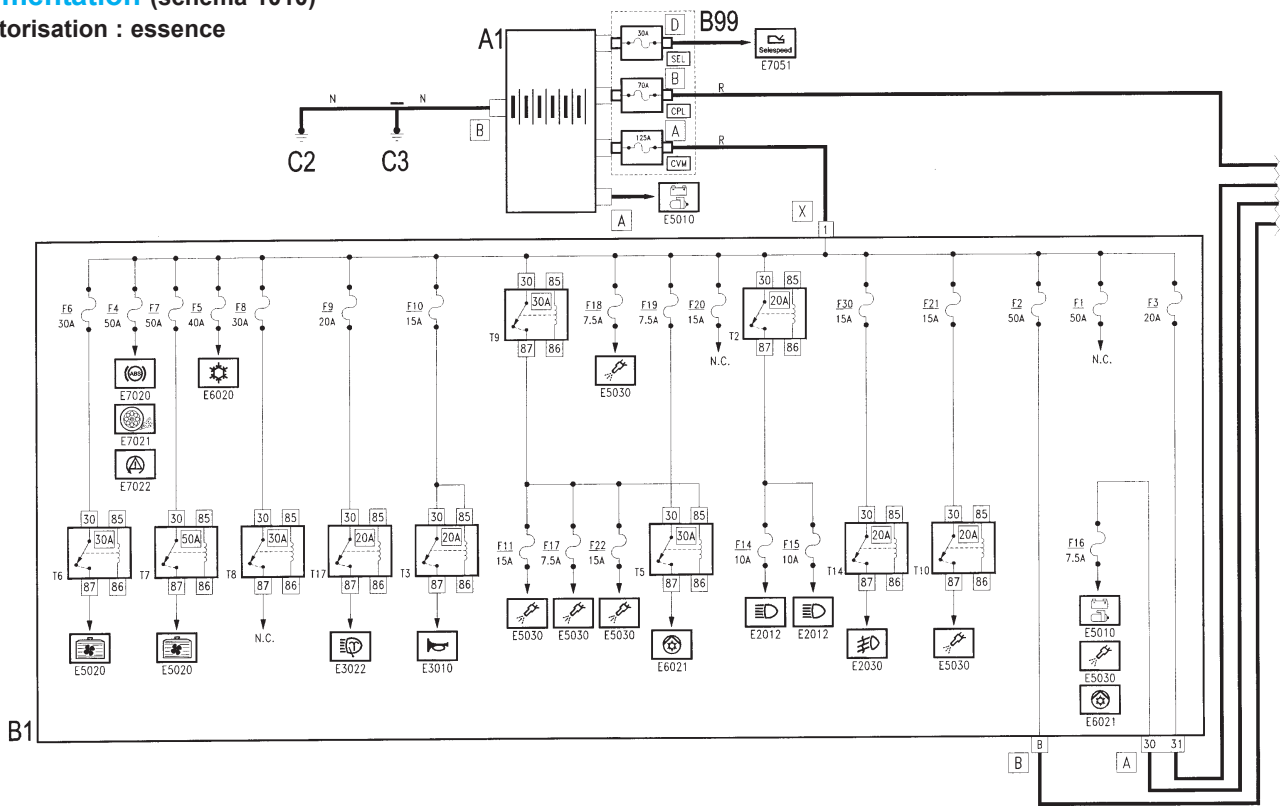 mentation (schéma 1010)
torisation : essence
A1
B99
30A
D
SEL
Selespeed
E7051
70A
B
CPL
R
125A
A
CVM
R
N
N
B
C2
C3
A
E5010
X
1
F6
30A
F4
50A
F7
50A
F5
40A
F8
30A
F9
20A
F10
15A
30 85
30A
T9
87 86
F18
7.5A
F19
7.5A
F20
15A
N.C.
30 85
20A
T2
87 86
F30
15A
F21
15A
F2
50A
F1
50A
N.C.
F3
20A
ABS
E7020
E7021
E7022
E6020
E5030
30 85
30A
T6
87 86
E5020
30 85
50A
T7
87 86
E5020
30 85
30A
T8
87 86
N.C.
30 85
20A
T17
87 86
E3022
30 85
20A
T3
87 86
E3010
F11
15A
E5030
F17
7.5A
E5030
F22
15A
E5030
30 85
30A
T5
87 86
E6021
F14
10A
E2012
F15
10A
E2012
30 85
20A
T14
87 86
E2030
30 85
20A
T10
87 86
E5030
F16
7.5A
E5010
E5030
E6021
B1
B
B
A
30 31